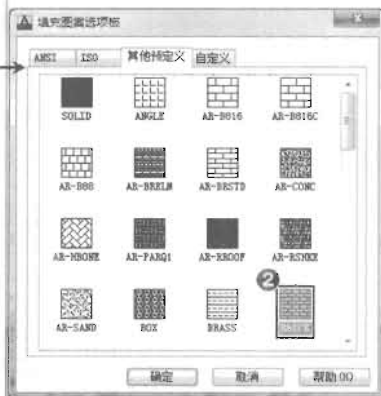 填充图案选项板
ANSI ISO 其他预定义 自定义
SOLID ANGLE AR-B816 AR-B816C
AR-B88 AR-BRELM AR-BRSTD AR-CONC
AR-HBONE AR-PARQ1 AR-RROOF AR-RSHKE
2
AR-SAND BOX BRASS
确定 取消 帮助(H)